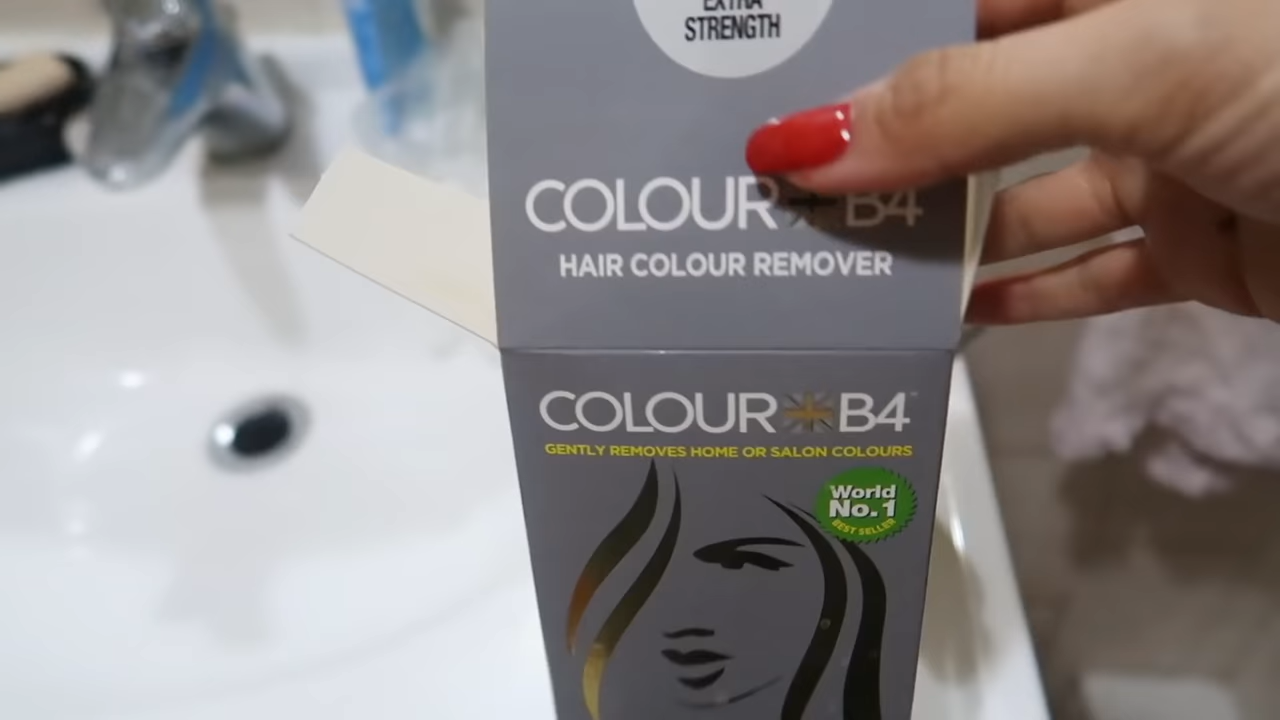 EXTRA
STRENGTH
COLOUR B4
HAIR COLOUR REMOVER
COLOUR B4™
GENTLY REMOVES HOME OR SALON COLOURS
World
No.1
BEST SELLER